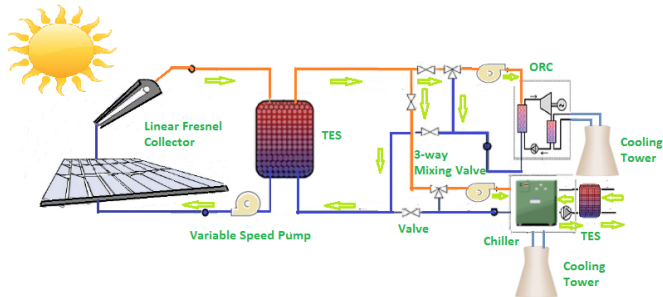 ORC
Linear Fresnel
Collector
TES
3-way
Mixing Valve
Cooling
Tower
Variable Speed Pump
Valve
Chiller
TES
Cooling
Tower